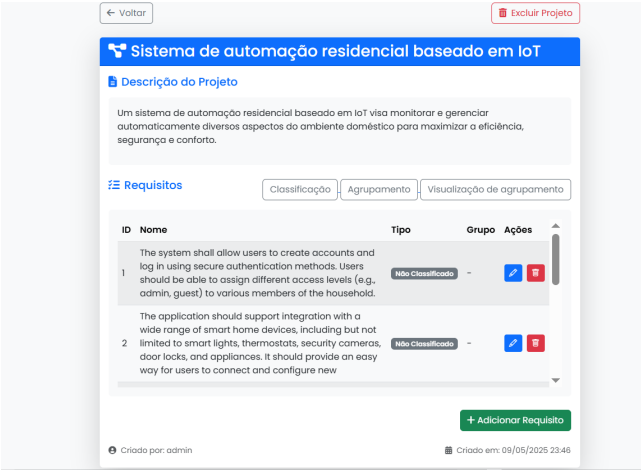 ← Voltar
Excluir Projeto
Sistema de automação residencial baseado em IoT
Descrição do Projeto
Um sistema de automação residencial baseado em IoT visa monitorar e gerenciar
automaticamente diversos aspectos do ambiente doméstico para maximizar a eficiência,
segurança e conforto.
Requisitos
Classificação
Agrupamento
Visualização de agrupamento
ID Nome Tipo Grupo Ações
The system shall allow users to create accounts and
log in using secure authentication methods. Users
1 should be able to assign different access levels (e.g., Não Classificado -
admin, guest) to various members of the household.
The application should support integration with a
wide range of smart home devices, including but not
2 limited to smart lights, thermostats, security cameras, Não Classificado -
door locks, and appliances. It should provide an easy
way for users to connect and configure new
+ Adicionar Requisito
Criado por: admin
Criado em: 09/05/2025 23:46